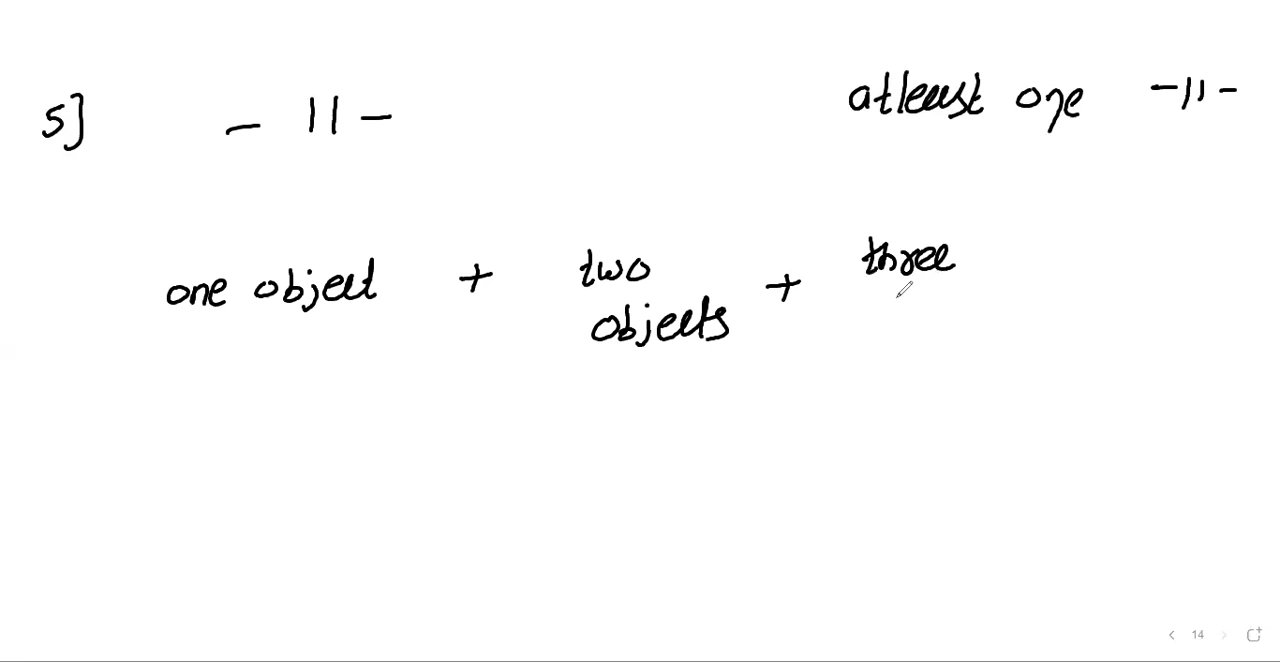 5] - 11 - atleast one -11-
one object + two objects + three
14